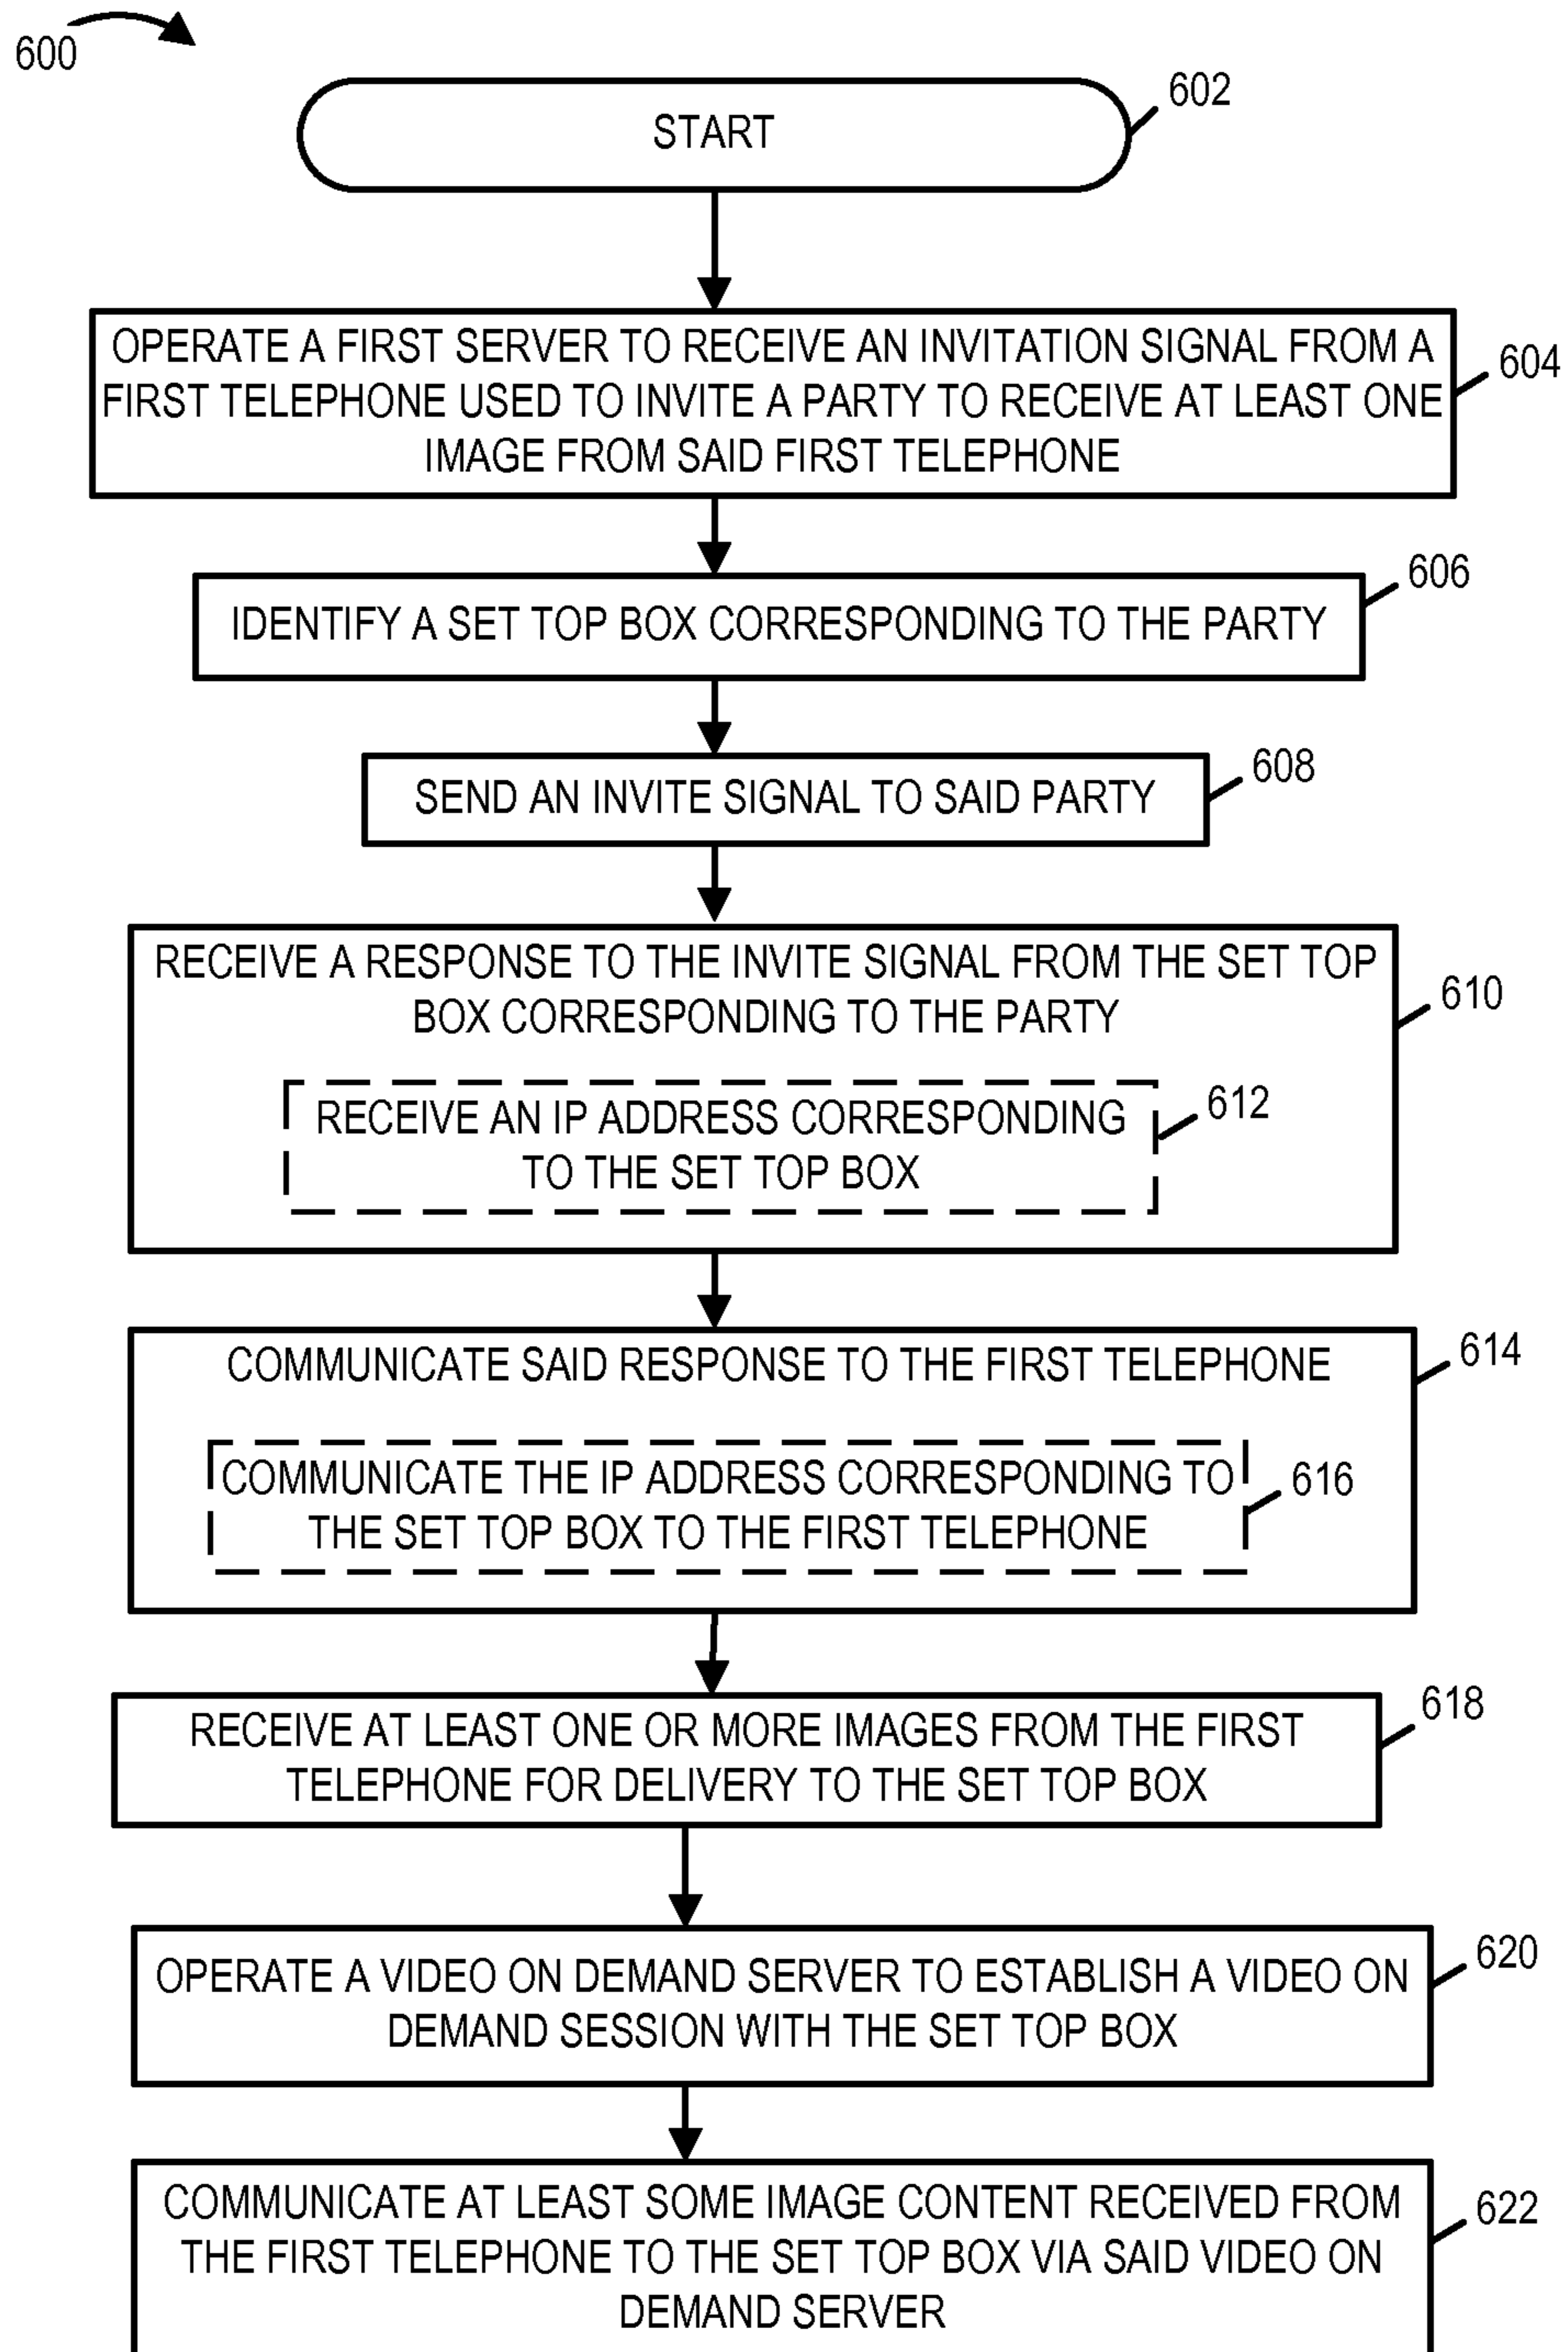 600
START
602
OPERATE A FIRST SERVER TO RECEIVE AN INVITATION SIGNAL FROM A
FIRST TELEPHONE USED TO INVITE A PARTY TO RECEIVE AT LEAST ONE
IMAGE FROM SAID FIRST TELEPHONE
604
IDENTIFY A SET TOP BOX CORRESPONDING TO THE PARTY
606
SEND AN INVITE SIGNAL TO SAID PARTY
608
RECEIVE A RESPONSE TO THE INVITE SIGNAL FROM THE SET TOP
BOX CORRESPONDING TO THE PARTY
610
RECEIVE AN IP ADDRESS CORRESPONDING
TO THE SET TOP BOX
612
COMMUNICATE SAID RESPONSE TO THE FIRST TELEPHONE
614
COMMUNICATE THE IP ADDRESS CORRESPONDING TO
THE SET TOP BOX TO THE FIRST TELEPHONE
616
RECEIVE AT LEAST ONE OR MORE IMAGES FROM THE FIRST
TELEPHONE FOR DELIVERY TO THE SET TOP BOX
618
OPERATE A VIDEO ON DEMAND SERVER TO ESTABLISH A VIDEO ON
DEMAND SESSION WITH THE SET TOP BOX
620
COMMUNICATE AT LEAST SOME IMAGE CONTENT RECEIVED FROM
THE FIRST TELEPHONE TO THE SET TOP BOX VIA SAID VIDEO ON
DEMAND SERVER
622